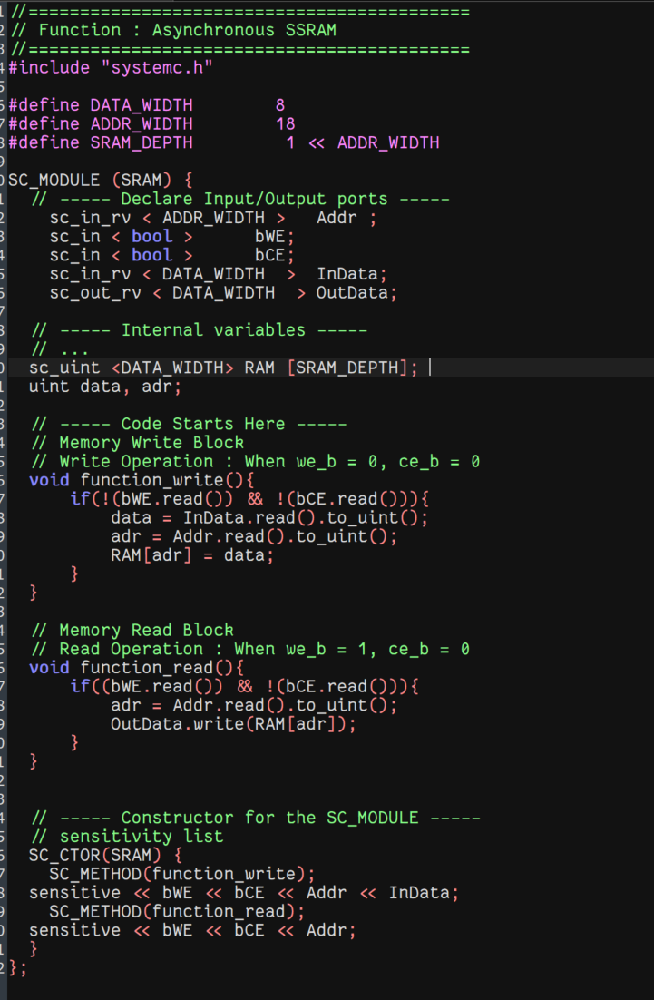 //===========================================
// Function : Asynchronous SSRAM
//===========================================
#include "systemc.h"
#define DATA_WIDTH        8
#define ADDR_WIDTH        18
#define SRAM_DEPTH         1 << ADDR_WIDTH
SC_MODULE (SRAM) {
  // ----- Declare Input/Output ports -----
    sc_in_rv < ADDR_WIDTH >   Addr ;
    sc_in < bool >      bWE;
    sc_in < bool >      bCE;
    sc_in_rv < DATA_WIDTH  >  InData;
    sc_out_rv < DATA_WIDTH  > OutData;
  // ----- Internal variables -----
  // ...
  sc_uint <DATA_WIDTH> RAM [SRAM_DEPTH];
  uint data, adr;
  // ----- Code Starts Here -----
  // Memory Write Block
  // Write Operation : When we_b = 0, ce_b = 0
  void function_write(){
      if(!(bWE.read()) && !(bCE.read())){
          data = InData.read().to_uint();
          adr = Addr.read().to_uint();
          RAM[adr] = data;
      }
  }
  // Memory Read Block
  // Read Operation : When we_b = 1, ce_b = 0
  void function_read(){
      if((bWE.read()) && !(bCE.read())){
          adr = Addr.read().to_uint();
          OutData.write(RAM[adr]);
      }
  }
  // ----- Constructor for the SC_MODULE -----
  // sensitivity list
  SC_CTOR(SRAM) {
    SC_METHOD(function_write);
  sensitive << bWE << bCE << Addr << InData;
    SC_METHOD(function_read);
  sensitive << bWE << bCE << Addr;
  }
};